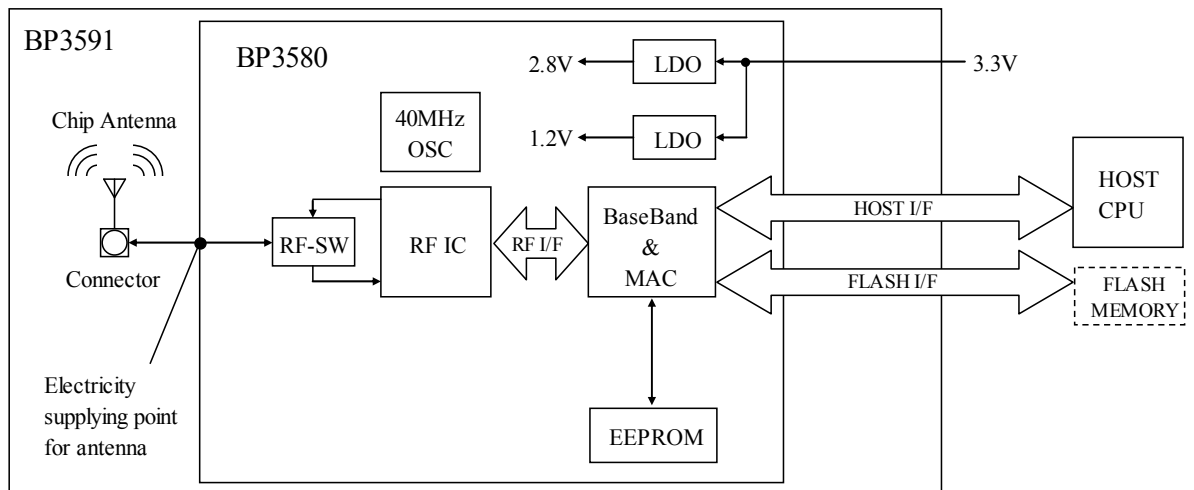 BP3591
BP3580
2.8V
LDO
3.3V
Chip Antenna
40MHz
OSC
1.2V
LDO
HOST
CPU
BaseBand
&
MAC
HOST I/F
RF-SW
RF IC
RF I/F
Connector
FLASH I/F
FLASH
MEMORY
Electricity
supplying point
for antenna
EEPROM